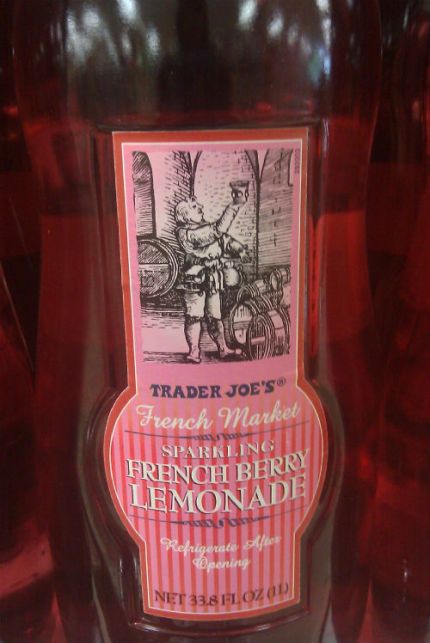 TRADER JOE'S®
French Market
SPARKLING
FRENCH BERRY
LEMONADE
Refrigerate After
Opening
NET 33.8 FL OZ (1L)